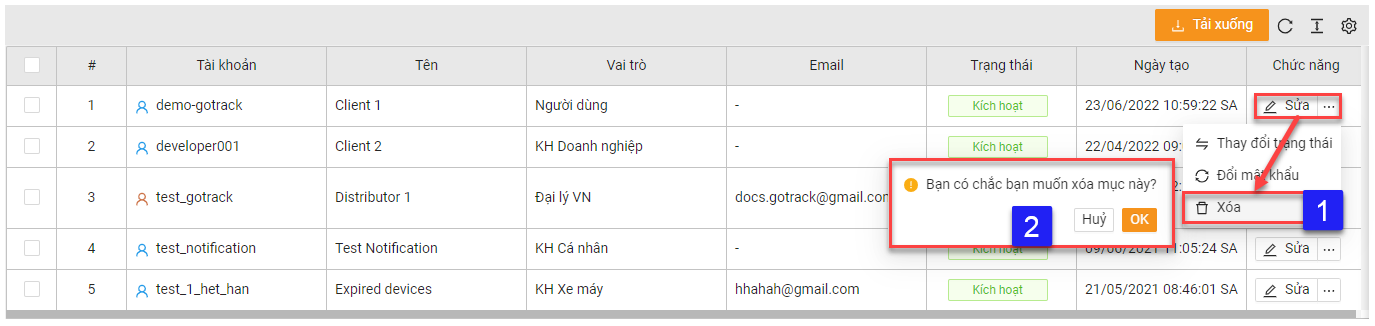 Tải xuống
# Tài khoản Tên Vai trò Email Trạng thái Ngày tạo Chức năng
1 demo-gotrack Client 1 Người dùng - Kích hoạt 23/06/2022 10:59:22 SA Sửa ...
2 developer001 Client 2 KH Doanh nghiệp - Kích hoạt 22/04/2022 09:
Thay đổi trạng thái
Đổi mật khẩu
Xóa
1
3 test_gotrack Distributor 1 Đại lý VN docs.gotrack@gmail.com
Bạn có chắc bạn muốn xóa mục này?
2
Huỷ OK
4 test_notification Test Notification KH Cá nhân - Kích hoạt 09/06/2021 11:05:24 SA Sửa ...
5 test_1_het_han Expired devices KH Xe máy hhahah@gmail.com Kích hoạt 21/05/2021 08:46:01 SA Sửa ...